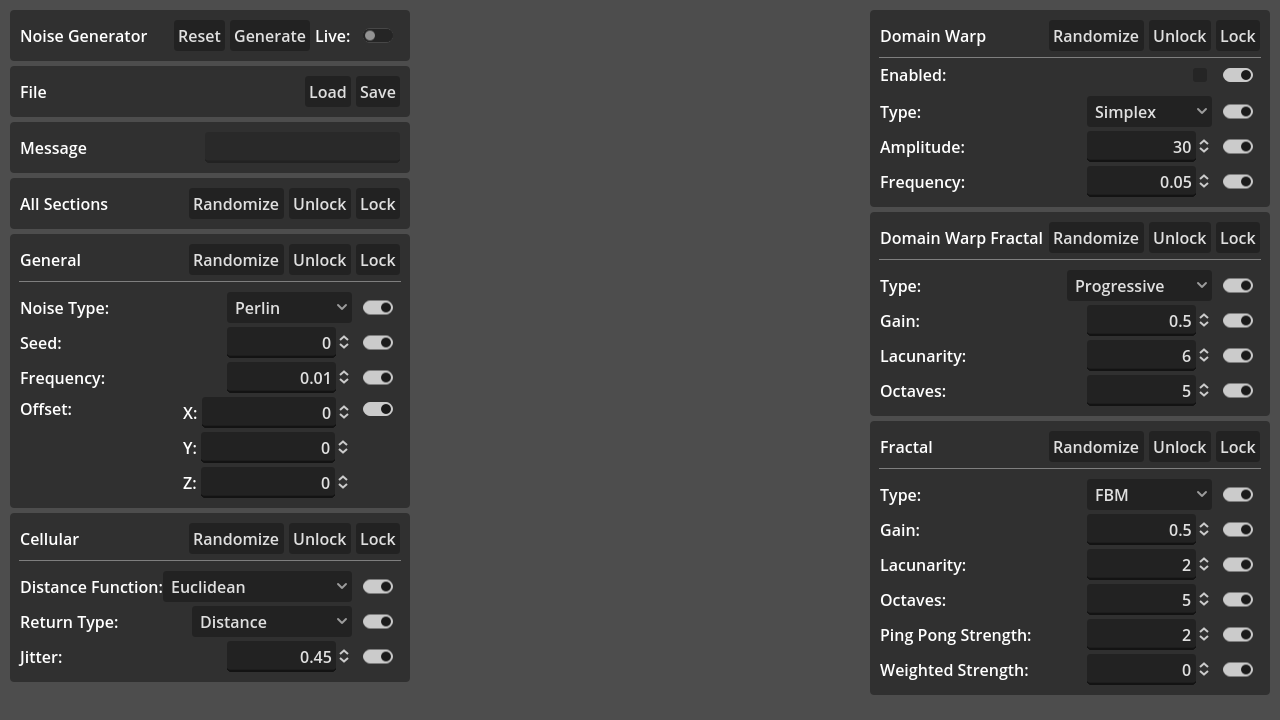 Noise Generator Reset Generate Live:
File Load Save
Message
All Sections Randomize Unlock Lock
General Randomize Unlock Lock
Noise Type: Perlin
Seed: 0
Frequency: 0.01
Offset: X: 0
Y: 0
Z: 0
Cellular Randomize Unlock Lock
Distance Function: Euclidean
Return Type: Distance
Jitter: 0.45
Domain Warp Randomize Unlock Lock
Enabled:
Type: Simplex
Amplitude: 30
Frequency: 0.05
Domain Warp Fractal Randomize Unlock Lock
Type: Progressive
Gain: 0.5
Lacunarity: 6
Octaves: 5
Fractal Randomize Unlock Lock
Type: FBM
Gain: 0.5
Lacunarity: 2
Octaves: 5
Ping Pong Strength: 2
Weighted Strength: 0